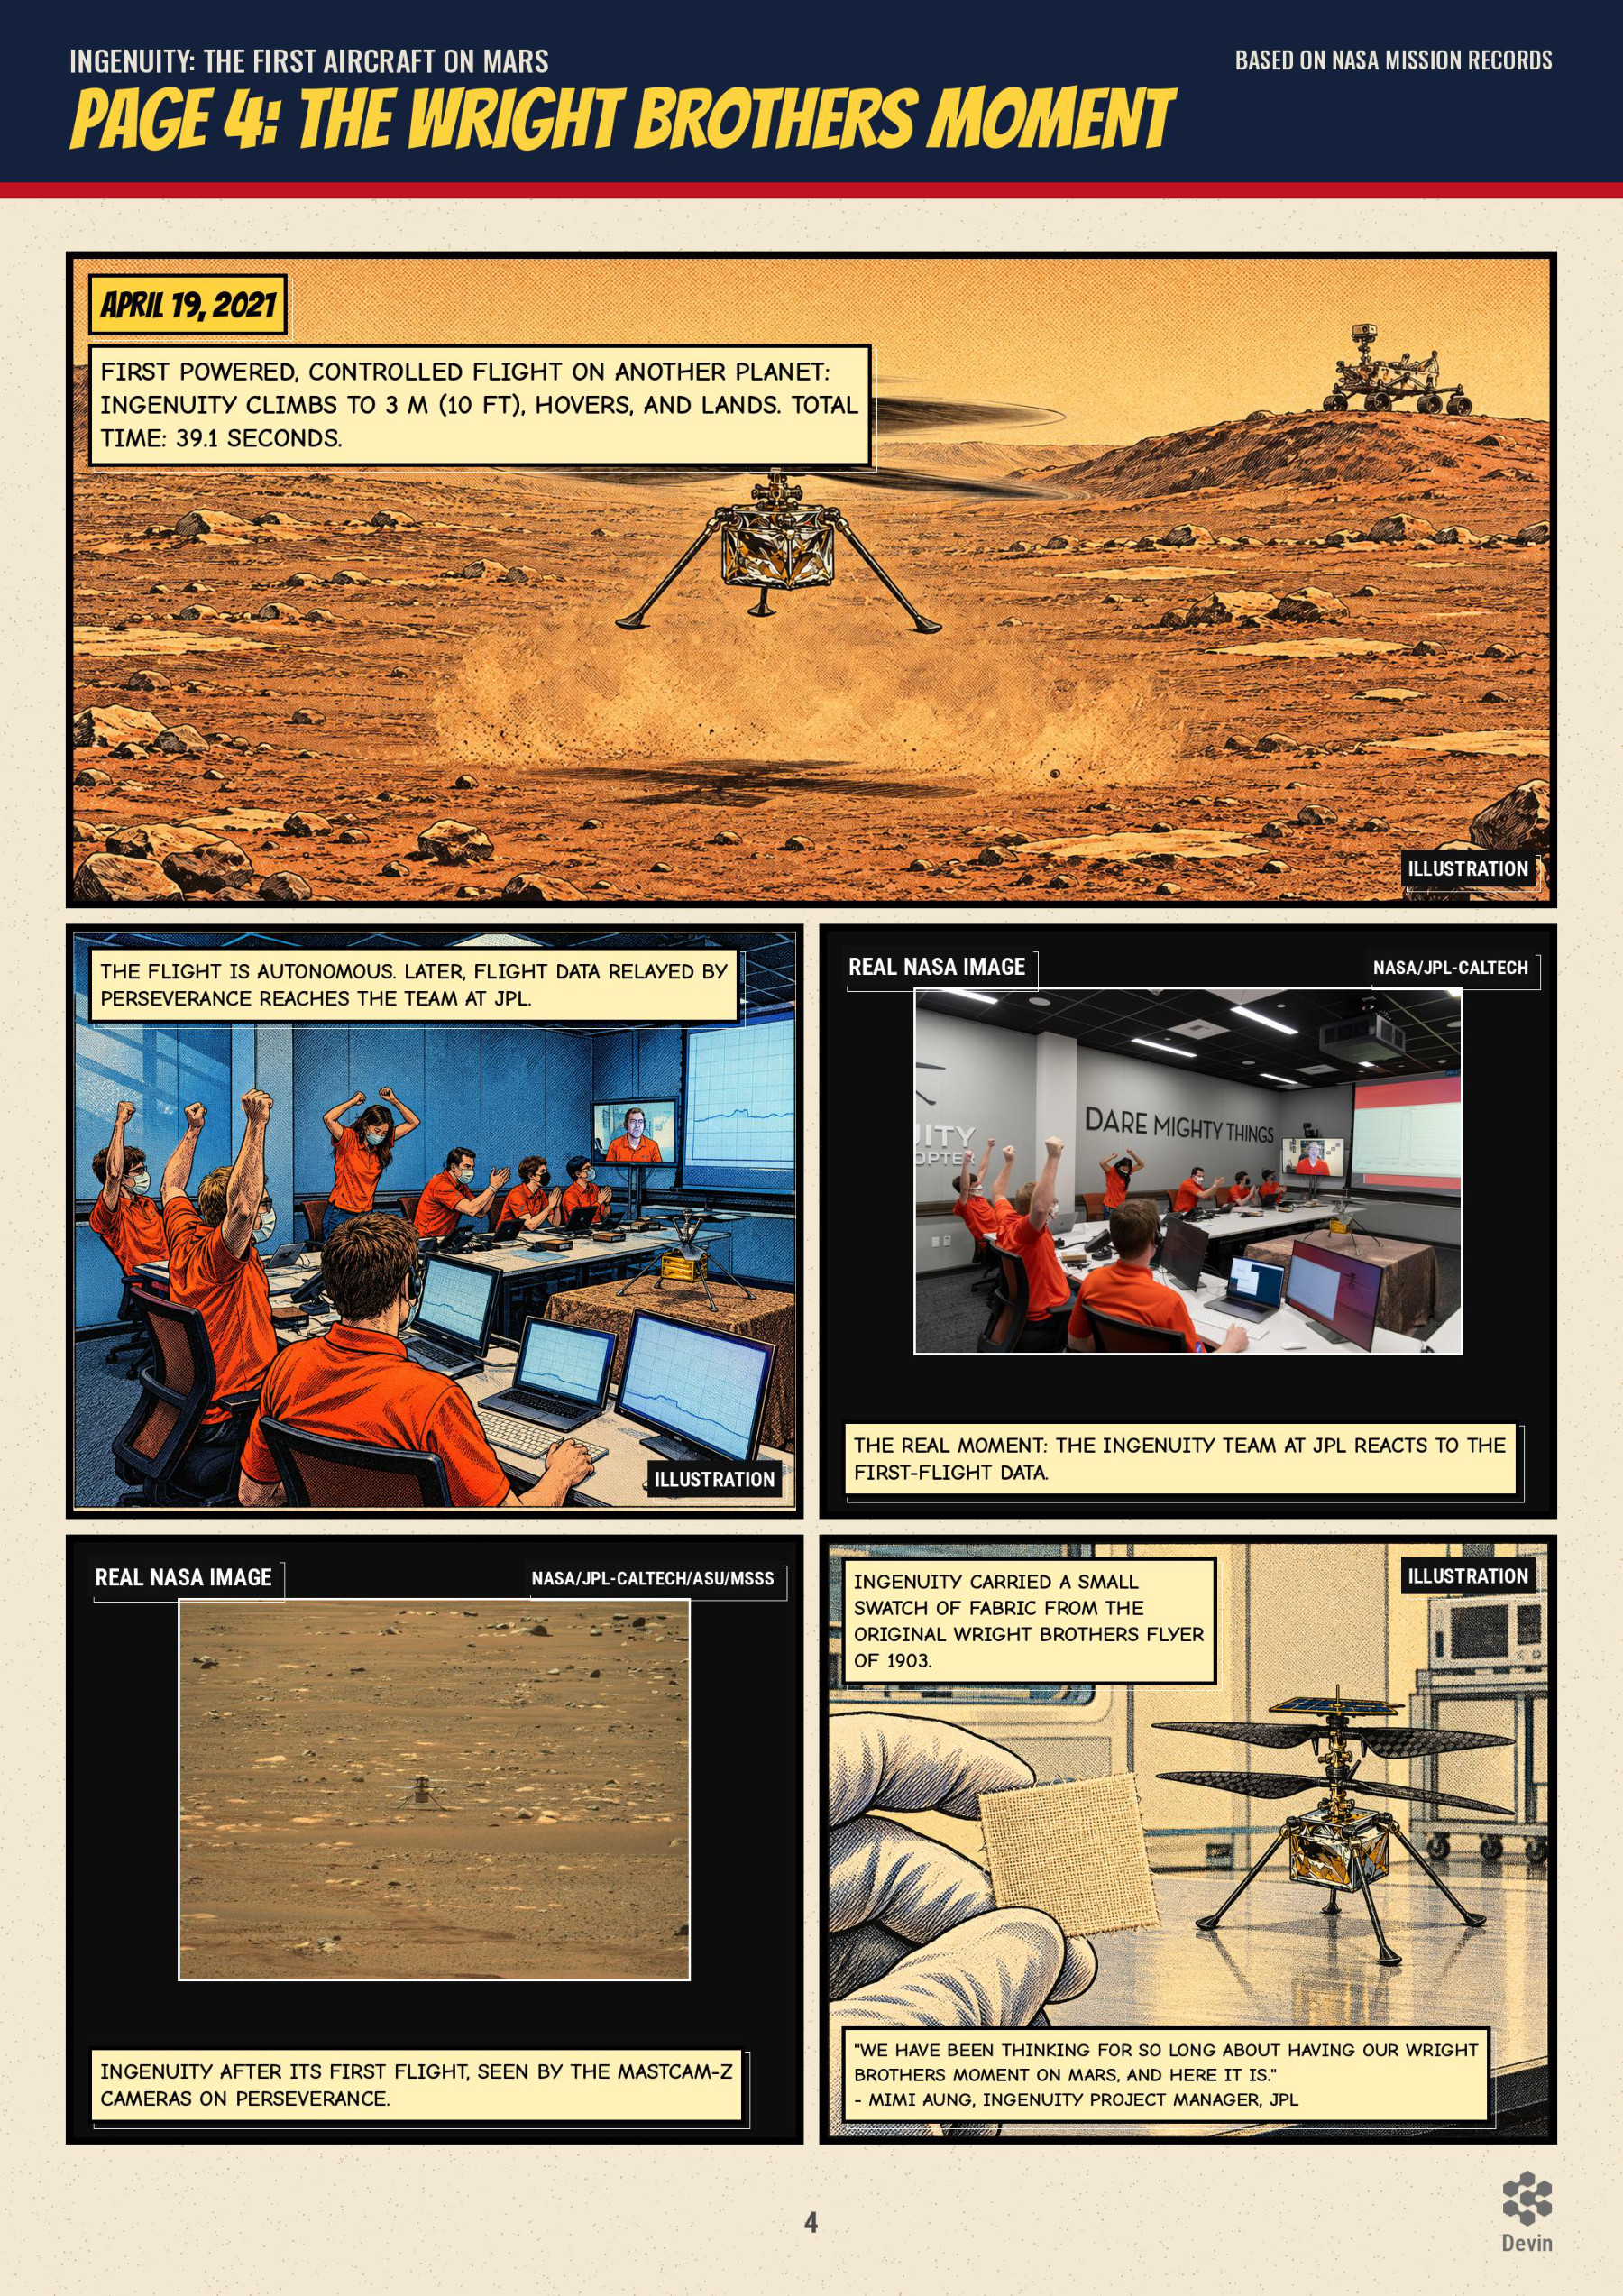 INGENUITY: THE FIRST AIRCRAFT ON MARS
BASED ON NASA MISSION RECORDS
PAGE 4: THE WRIGHT BROTHERS MOMENT
APRIL 19, 2021
FIRST POWERED, CONTROLLED FLIGHT ON ANOTHER PLANET:
INGENUITY CLIMBS TO 3 M (10 FT), HOVERS, AND LANDS. TOTAL
TIME: 39.1 SECONDS.
ILLUSTRATION
THE FLIGHT IS AUTONOMOUS. LATER, FLIGHT DATA RELAYED BY
PERSEVERANCE REACHES THE TEAM AT JPL.
ILLUSTRATION
REAL NASA IMAGE
NASA/JPL-CALTECH
DARE MIGHTY THINGS
ITY
OPTER
THE REAL MOMENT: THE INGENUITY TEAM AT JPL REACTS TO THE
FIRST-FLIGHT DATA.
REAL NASA IMAGE
NASA/JPL-CALTECH/ASU/MSSS
INGENUITY AFTER ITS FIRST FLIGHT, SEEN BY THE MASTCAM-Z
CAMERAS ON PERSEVERANCE.
INGENUITY CARRIED A SMALL
SWATCH OF FABRIC FROM THE
ORIGINAL WRIGHT BROTHERS FLYER
OF 1903.
ILLUSTRATION
"WE HAVE BEEN THINKING FOR SO LONG ABOUT HAVING OUR WRIGHT
BROTHERS MOMENT ON MARS, AND HERE IT IS."
- MIMI AUNG, INGENUITY PROJECT MANAGER, JPL
4
Devin